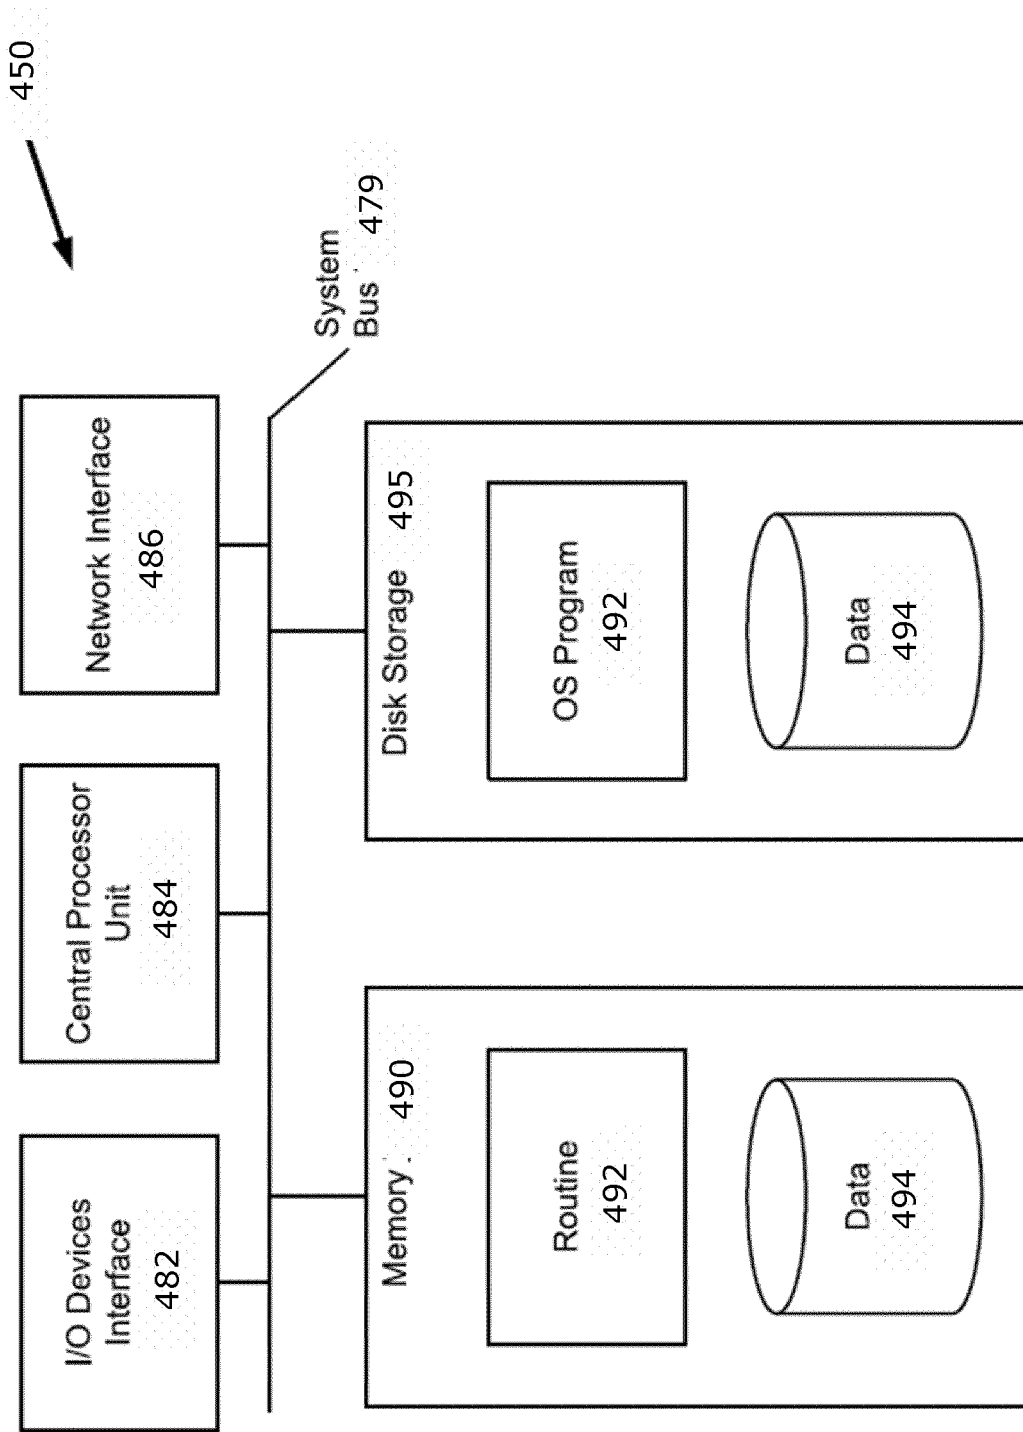 450
I/O Devices
Interface
482
Central Processor
Unit
484
Network Interface
486
System
Bus 479
Memory 490
Routine
492
Data
494
Disk Storage 495
OS Program
492
Data
494